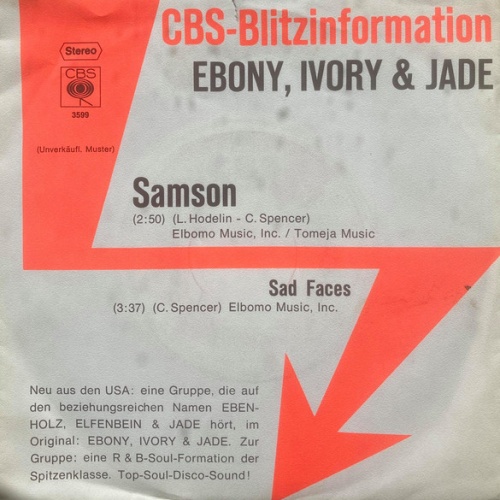 CBS-Blitzinformation
EBONY, IVORY & JADE
Stereo
CBS
3599
(Unverkäufl. Muster)
Samson
(2:50) (L. Hodelin - C. Spencer)
Elbomo Music, Inc. / Tomeja Music
Sad Faces
(3:37) (C. Spencer) Elbomo Music, Inc.
Neu aus den USA: eine Gruppe, die auf
den beziehungsreichen Namen EBEN-
HOLZ, ELFENBEIN & JADE hört, im
Original: EBONY, IVORY & JADE. Zur
Gruppe: eine R & B-Soul-Formation der
Spitzenklasse. Top-Soul-Disco-Sound!